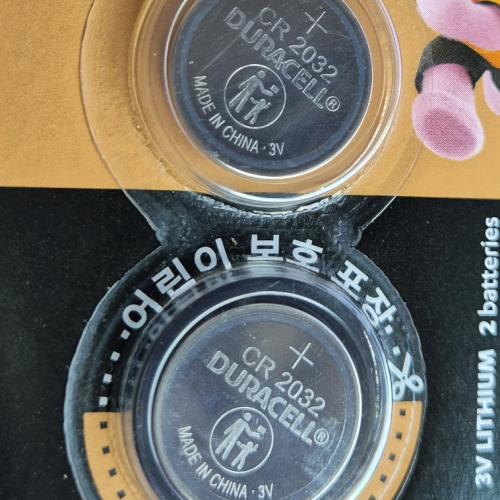 CR 2032
DURACELL®
MADE IN CHINA · 3V
어린이 보호 포장
CR 2032
DURACELL®
MADE IN CHINA · 3V
3V LITHIUM 2 batteries